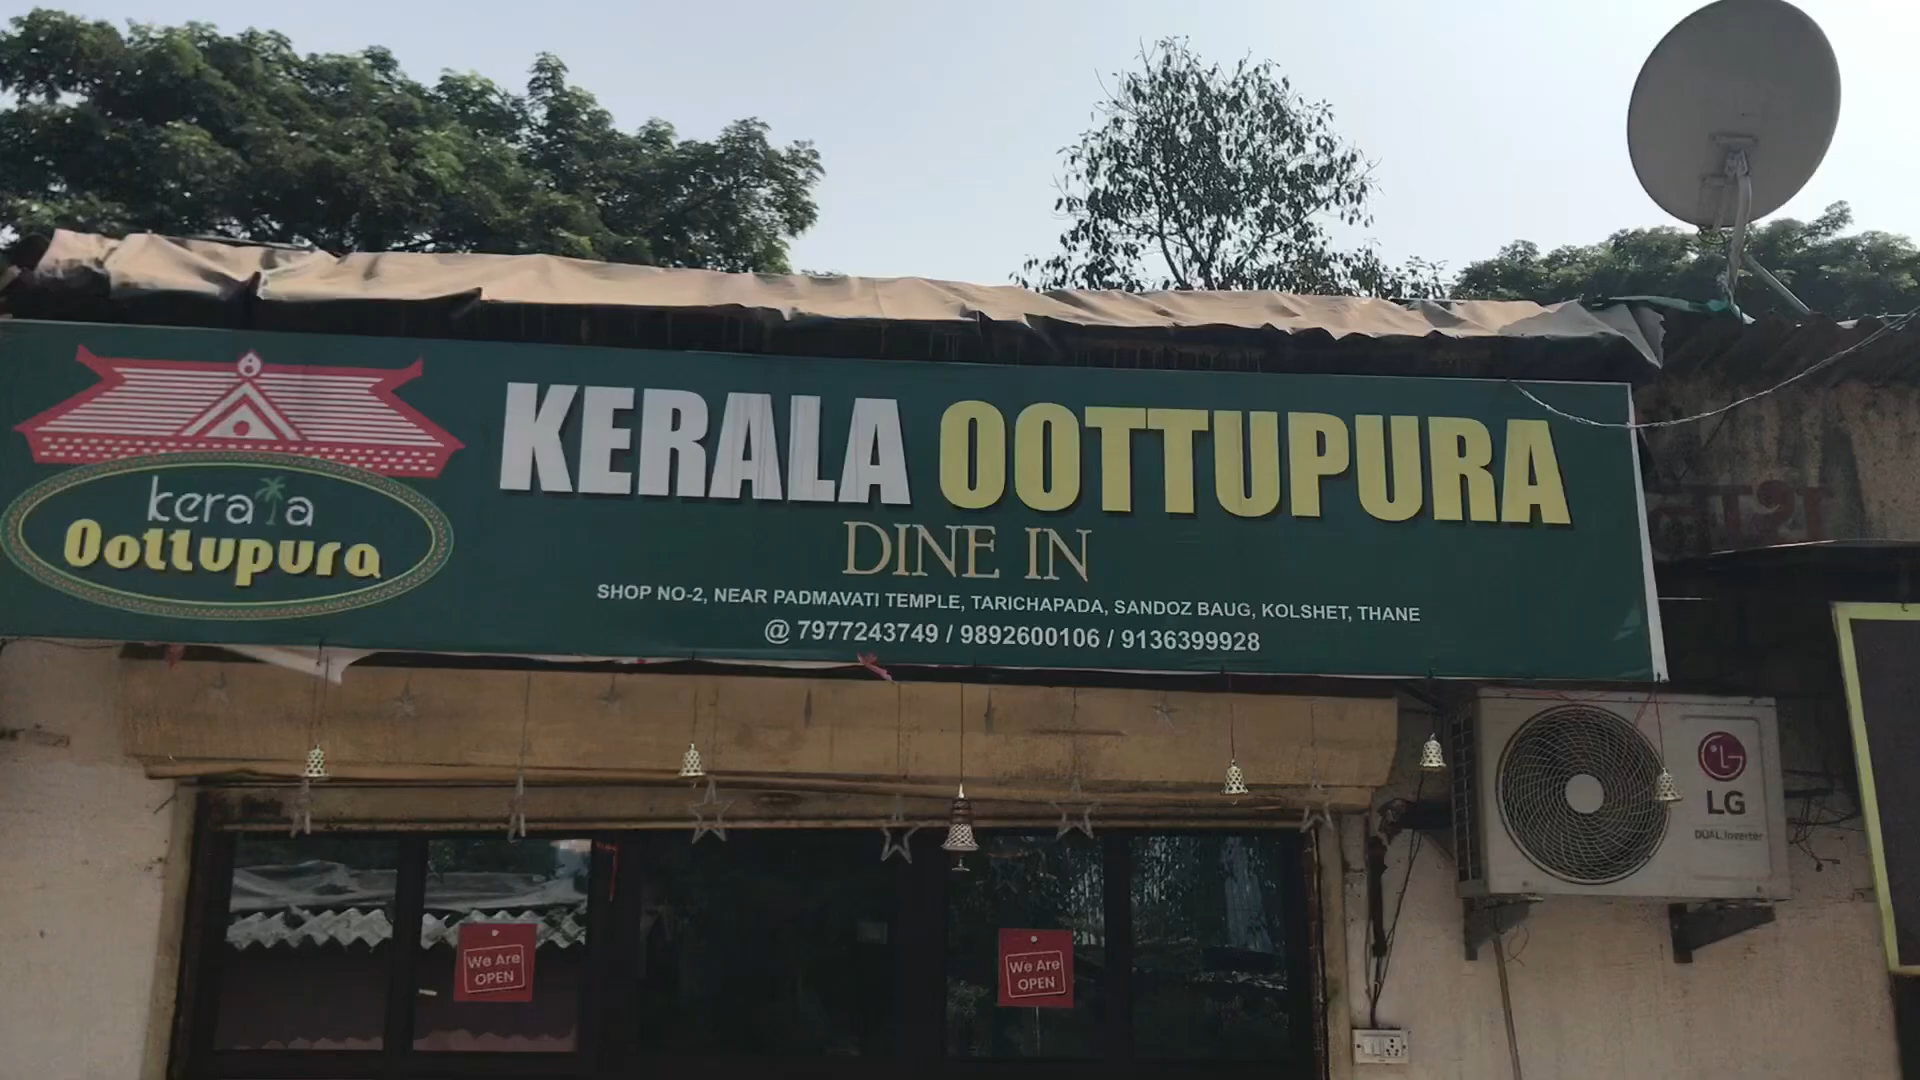 KERALA OOTTUPURA
DINE IN
SHOP NO-2, NEAR PADMAVATI TEMPLE, TARICHAPADA, SANDOZ BAUG, KOLSHET, THANE
@ 7977243749 / 9892600106 / 9136399928
kerala
Oottupura
LG
DUAL Inverter
We Are
OPEN
We Are
OPEN